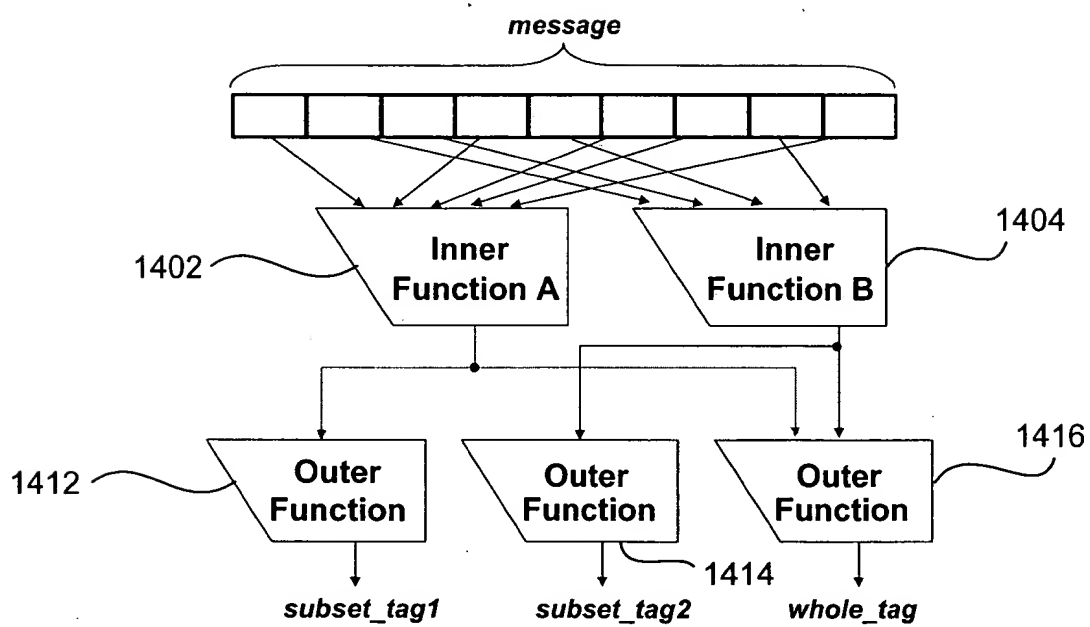 message
Inner
Function A
Inner
Function B
1402
1404
Outer
Function
Outer
Function
Outer
Function
1412
1414
1416
subset_tag1
subset_tag2
whole_tag